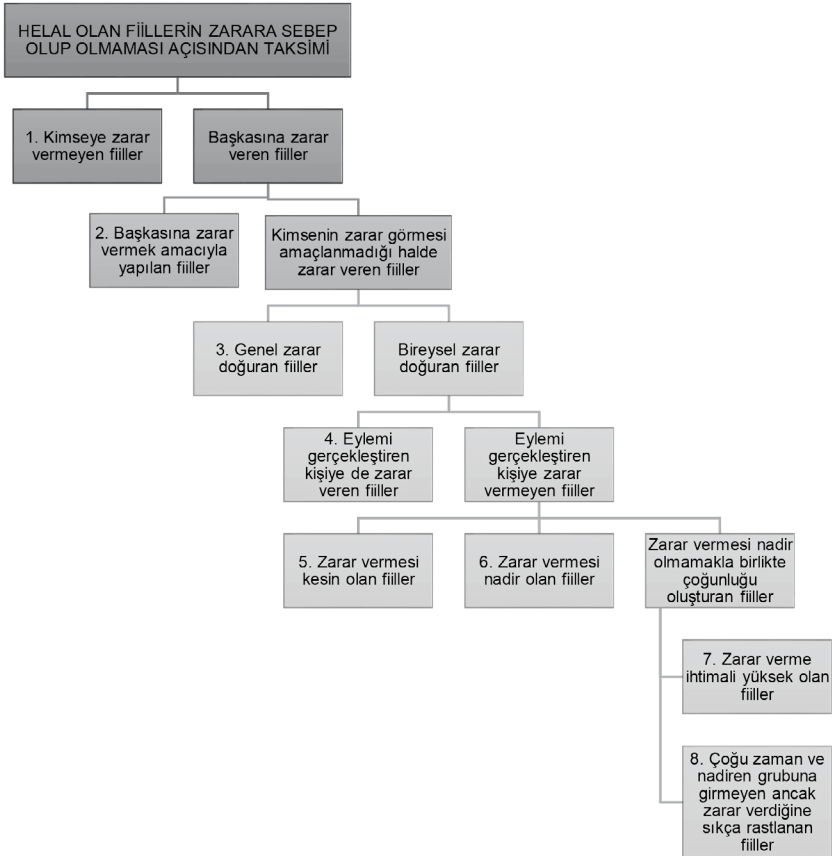 HELAL OLAN FİİLLERİN ZARARA SEBEP
OLUP OLMAMASI AÇISINDAN TAKSİMİ
1. Kimseye zarar
vermeyen fiiller
Başkasına zarar
veren fiiller
2. Başkasına zarar
vermek amacıyla
yapılan fiiller
Kimsenin zarar görmesi
amaçlanmadığı halde
zarar veren fiiller
3. Genel zarar
doğuran fiiller
Bireysel zarar
doğuran fiiller
4. Eylemi
gerçekleştiren
kişiye de zarar
veren fiiller
Eylemi
gerçekleştiren
kişiye zarar
vermeyen fiiller
5. Zarar vermesi
kesin olan fiiller
6. Zarar vermesi
nadir olan fiiller
Zarar vermesi nadir
olmamakla birlikte
çoğunluğu
oluşturan fiiller
7. Zarar verme
ihtimali yüksek olan
fiiller
8. Çoğu zaman ve
nadiren grubuna
girmeyen ancak
zarar verdiğine
sıkça rastlanan
fiiller